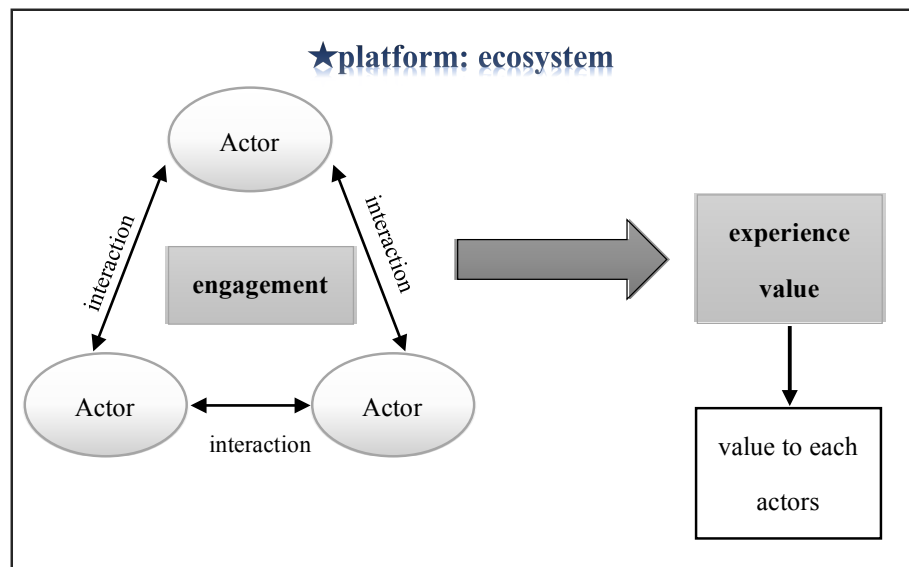 ★platform: ecosystem
Actor
interaction
interaction
engagement
Actor
Actor
interaction
experience
value
value to each
actors